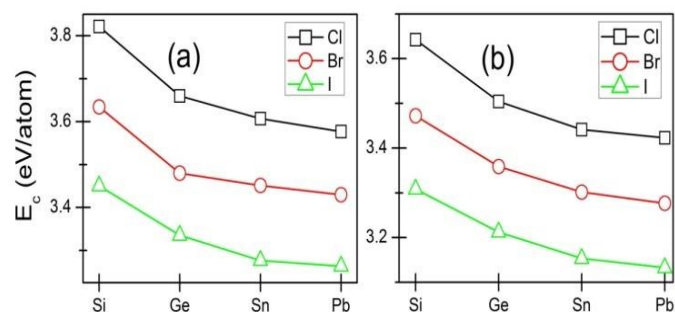 (a)
Cl
Br
I
3.8
3.6
3.4
E_c (eV/atom)
Si Ge Sn Pb
(b)
Cl
Br
I
3.6
3.4
3.2
Si Ge Sn Pb